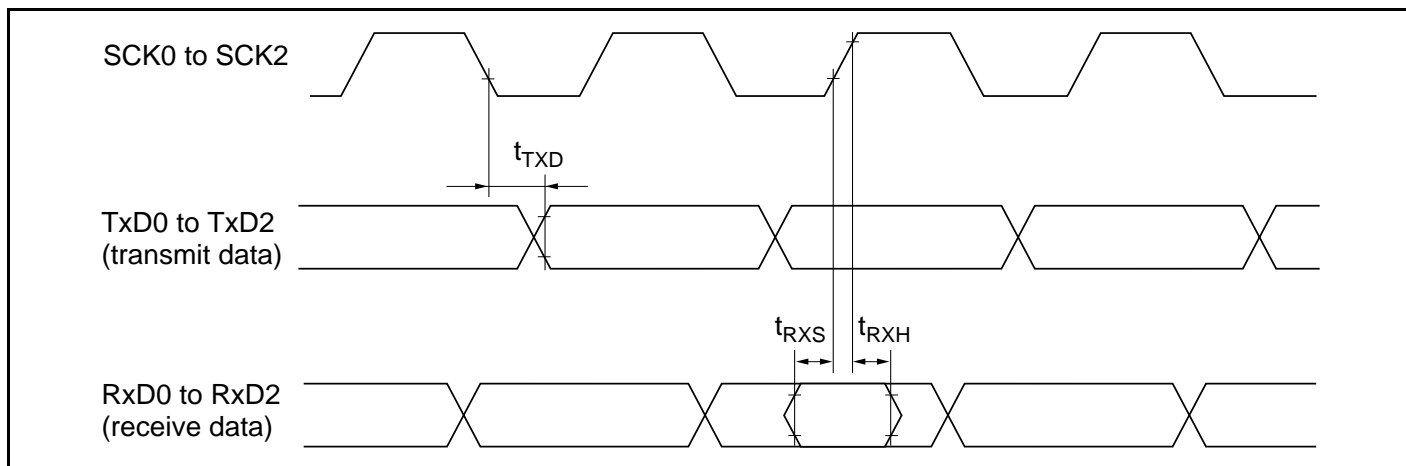 SCK0 to SCK2
tTXD
TxD0 to TxD2
(transmit data)
tRXS
tRXH
RxD0 to RxD2
(receive data)